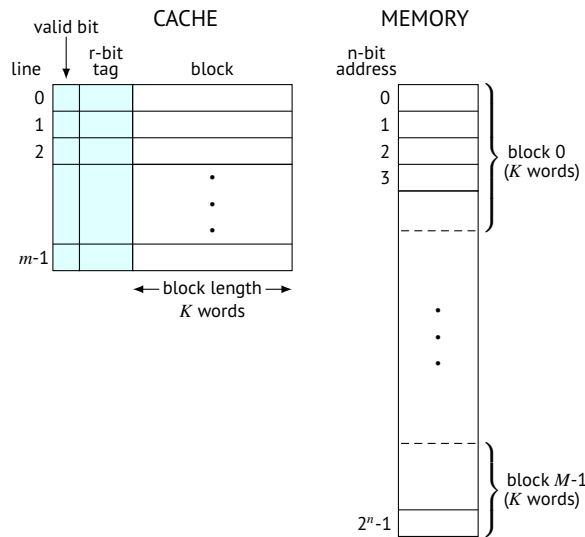 CACHE
valid bit
r-bit
tag
line
block
0
1
2
m-1
block length
K words
MEMORY
n-bit
address
0
1
2
3
block 0
(K words)
block M-1
(K words)
2ⁿ-1